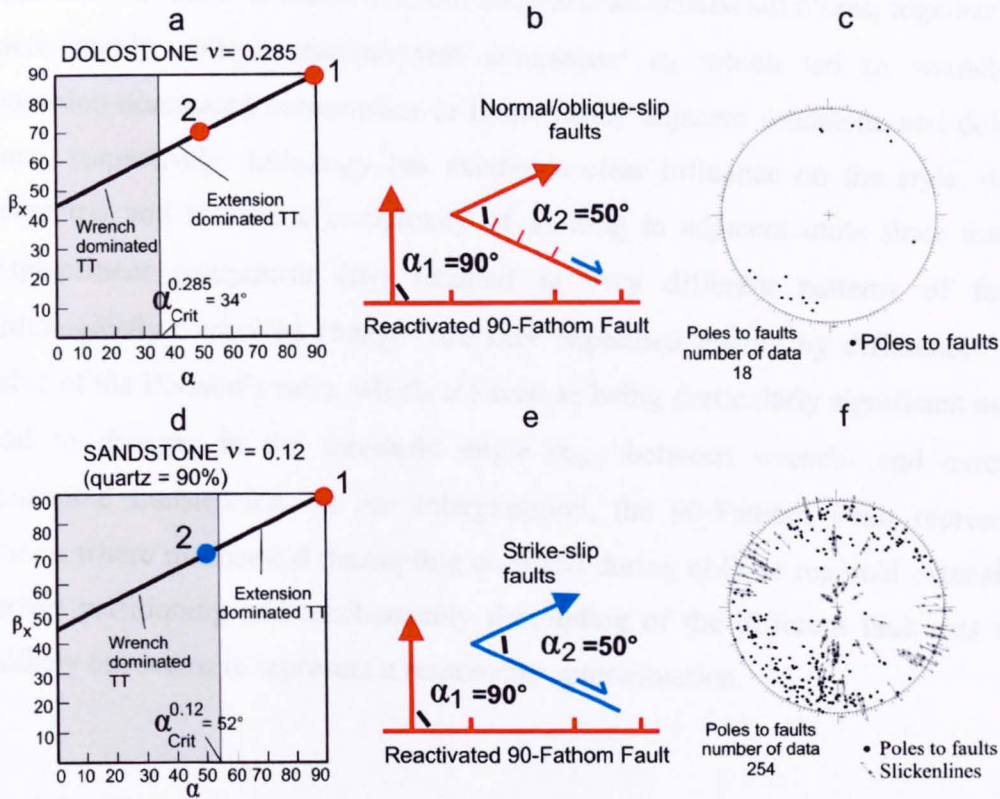 a
DOLOSTONE ν = 0.285
90
80
70
60
50
40
30
20
10
βx
0 10 20 30 40 50 60 70 80 90
α
1
2
Wrench
dominated
TT
Extension
dominated TT
α 0.285 Crit = 34°
b
Normal/oblique-slip
faults
α1 = 90°
α2 = 50°
Reactivated 90-Fathom Fault
c
Poles to faults
number of data
18
• Poles to faults
d
SANDSTONE ν = 0.12
(quartz = 90%)
90
80
70
60
50
40
30
20
10
βx
0 10 20 30 40 50 60 70 80 90
α
1
2
Wrench
dominated
TT
Extension
dominated TT
α 0.12 Crit = 52°
e
Strike-slip
faults
α1 = 90°
α2 = 50°
Reactivated 90-Fathom Fault
f
Poles to faults
number of data
254
• Poles to faults
Slickenlines